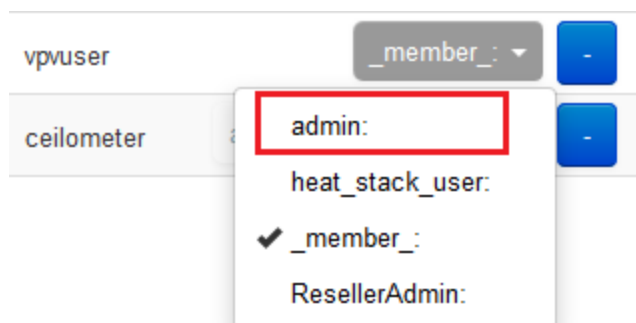 vpvuser _member_: -
ceilometer a -
admin:
heat_stack_user:
_member_:
ResellerAdmin: